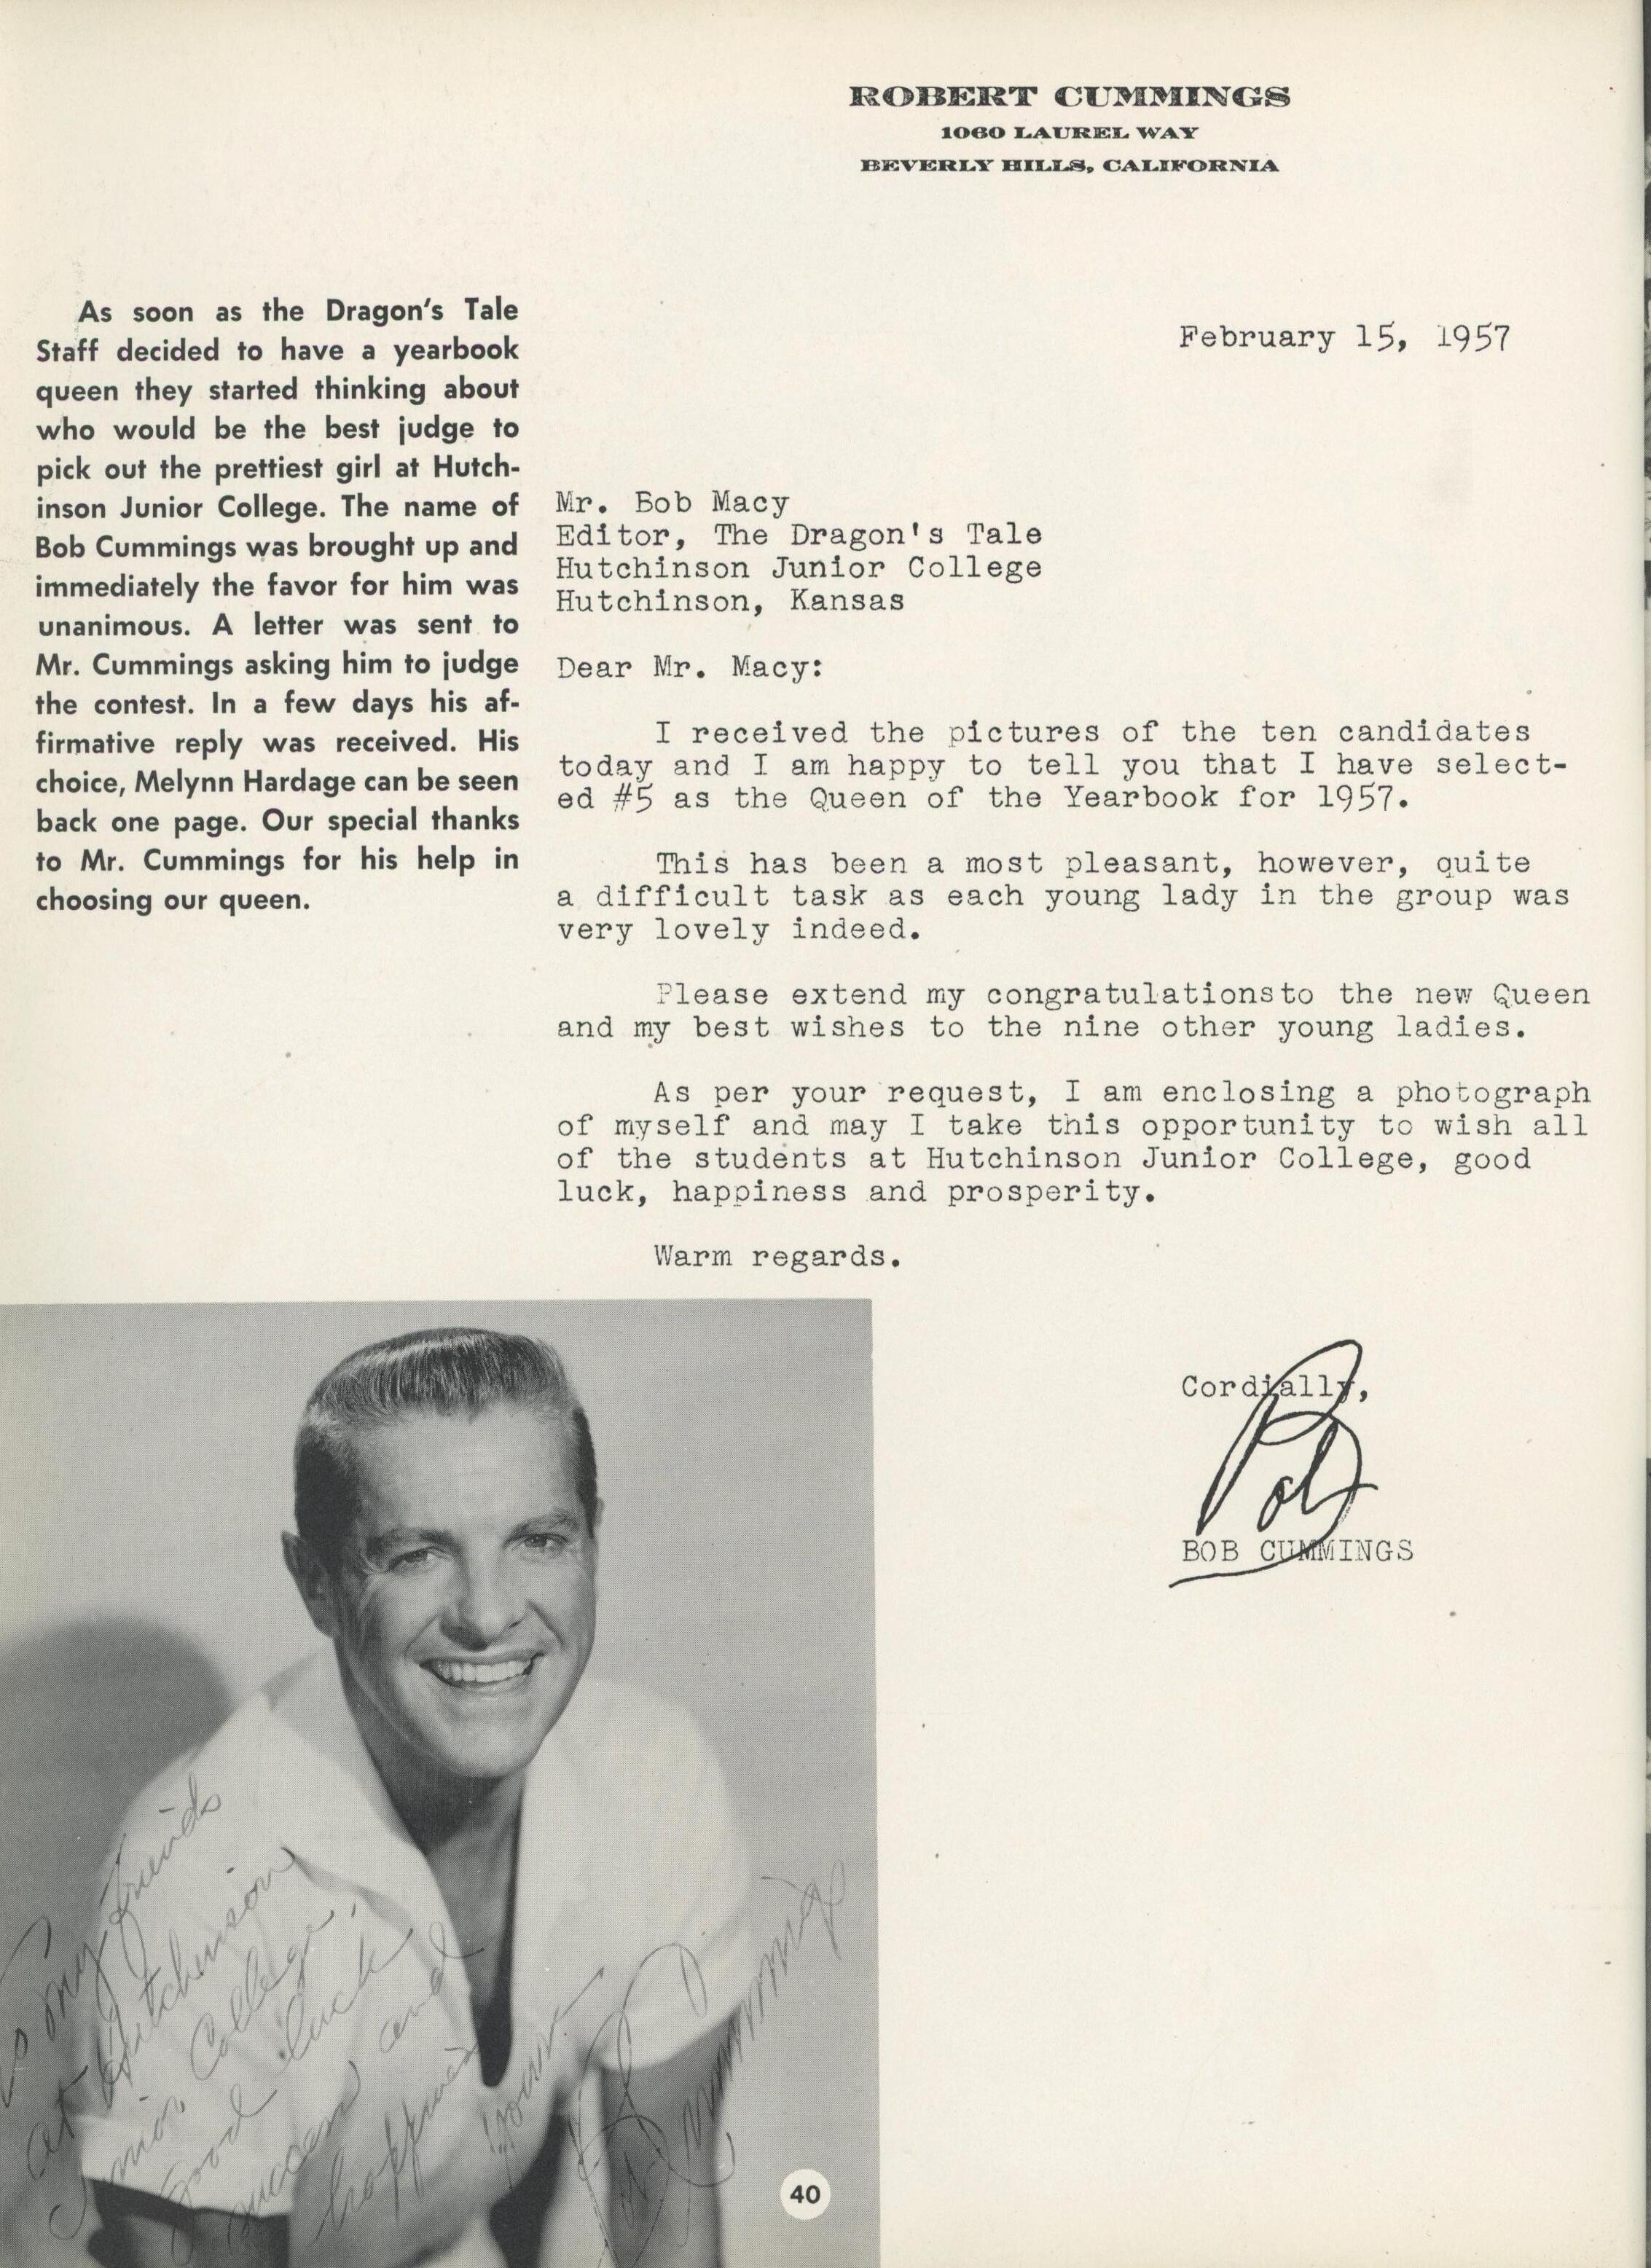 ROBERT CUMMINGS
1060 LAUREL WAY
BEVERLY HILLS, CALIFORNIA
As soon as the Dragon's Tale
Staff decided to have a yearbook
queen they started thinking about
who would be the best judge to
pick out the prettiest girl at Hutch-
inson Junior College. The name of
Bob Cummings was brought up and
immediately the favor for him was
unanimous. A letter was sent to
Mr. Cummings asking him to judge
the contest. In a few days his af-
firmative reply was received. His
choice, Melynn Hardage can be seen
back one page. Our special thanks
to Mr. Cummings for his help in
choosing our queen.
February 15, 1957
Mr. Bob Macy
Editor, The Dragon's Tale
Hutchinson Junior College
Hutchinson, Kansas
Dear Mr. Macy:
I received the pictures of the ten candidates
today and I am happy to tell you that I have select-
ed #5 as the Queen of the Yearbook for 1957.
This has been a most pleasant, however, quite
a difficult task as each young lady in the group was
very lovely indeed.
Please extend my congratulationsto the new Queen
and my best wishes to the nine other young ladies.
As per your request, I am enclosing a photograph
of myself and may I take this opportunity to wish all
of the students at Hutchinson Junior College, good
luck, happiness and prosperity.
Warm regards.
Cordially,
Bob
BOB CUMMINGS
To my friends
at Hutchinson
Junior College,
good luck
success and
happiness
Bob Cummings
40